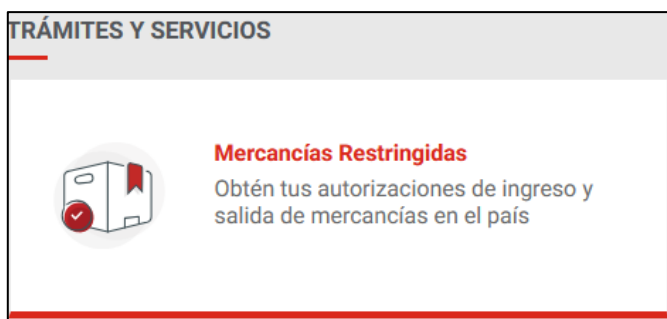 TRÁMITES Y SERVICIOS
Mercancías Restringidas
Obtén tus autorizaciones de ingreso y
salida de mercancías en el país